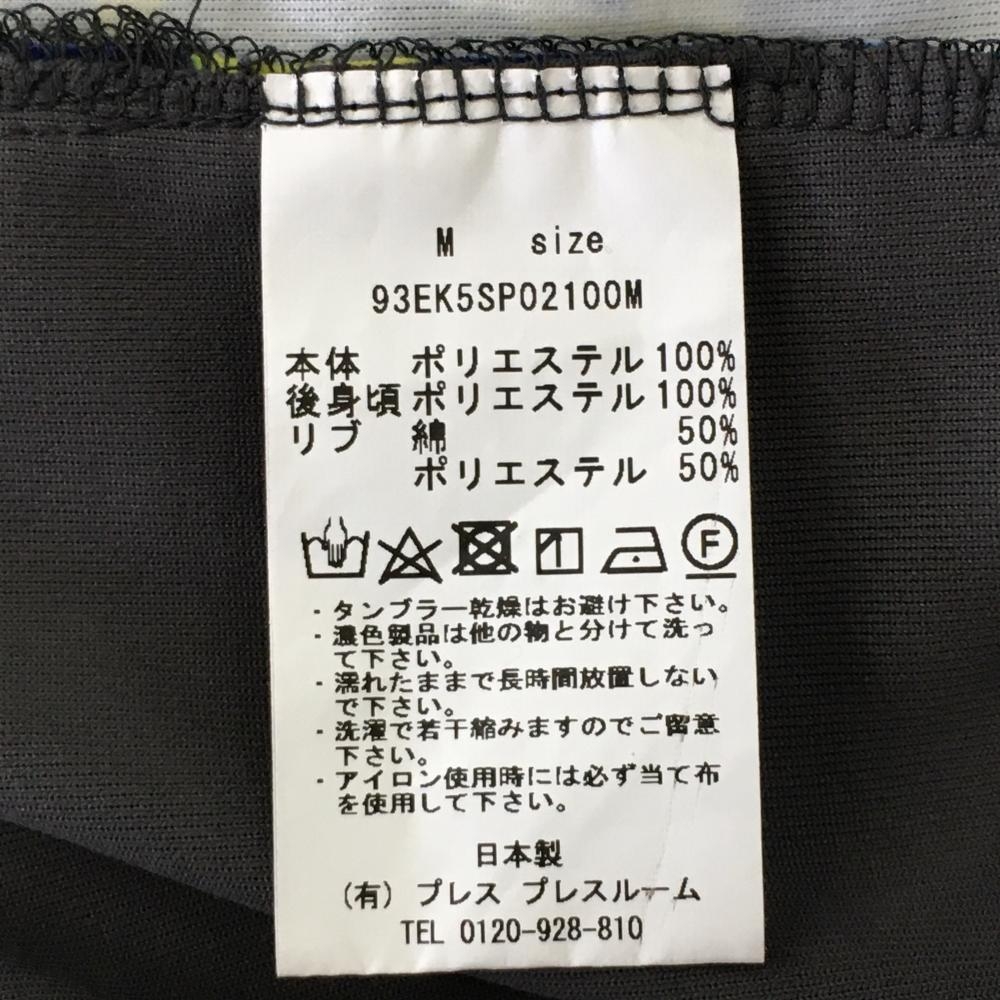 M size
93EK5SP02100M
本体 ポリエステル 100%
後身頃 ポリエステル 100%
リブ 綿 50%
ポリエステル 50%
F
・タンブラー乾燥はお避け下さい。
・濃色製品は他の物と分けて洗っ
て下さい。
・濡れたままで長時間放置しない
で下さい。
・洗濯で若干縮みますのでご留意
下さい。
・アイロン使用時には必ず当て布
を使用して下さい。
日本製
(有) プレス プレスルーム
TEL 0120-928-810